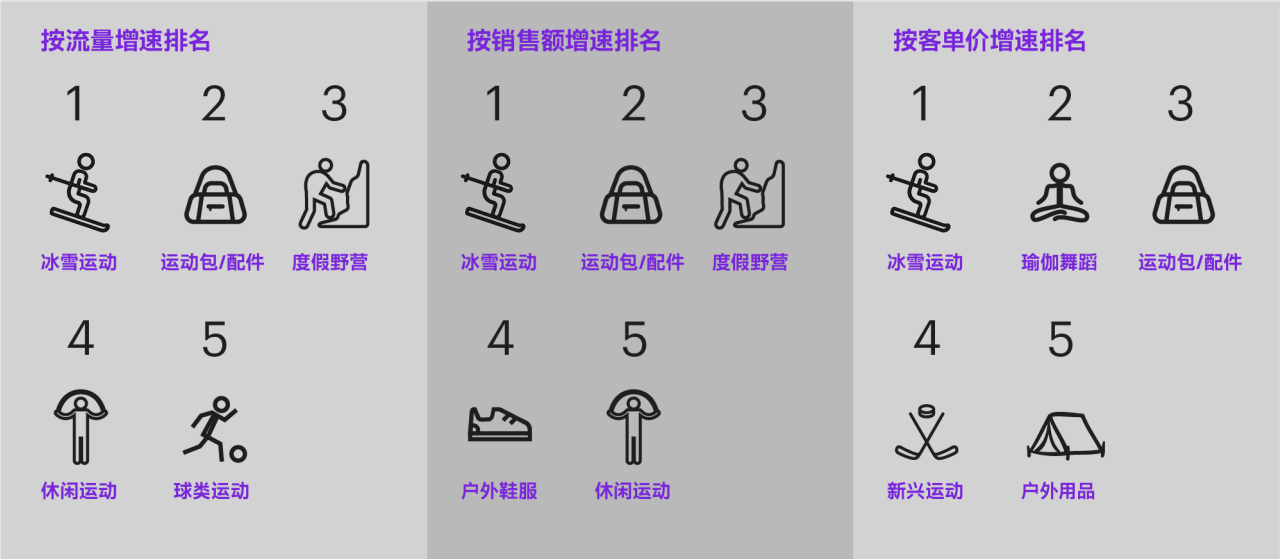 按流量增速排名
1 2 3
冰雪运动 运动包/配件 度假野营
4 5
休闲运动 球类运动
按销售额增速排名
1 2 3
冰雪运动 运动包/配件 度假野营
4 5
户外鞋服 休闲运动
按客单价增速排名
1 2 3
冰雪运动 瑜伽舞蹈 运动包/配件
4 5
新兴运动 户外用品